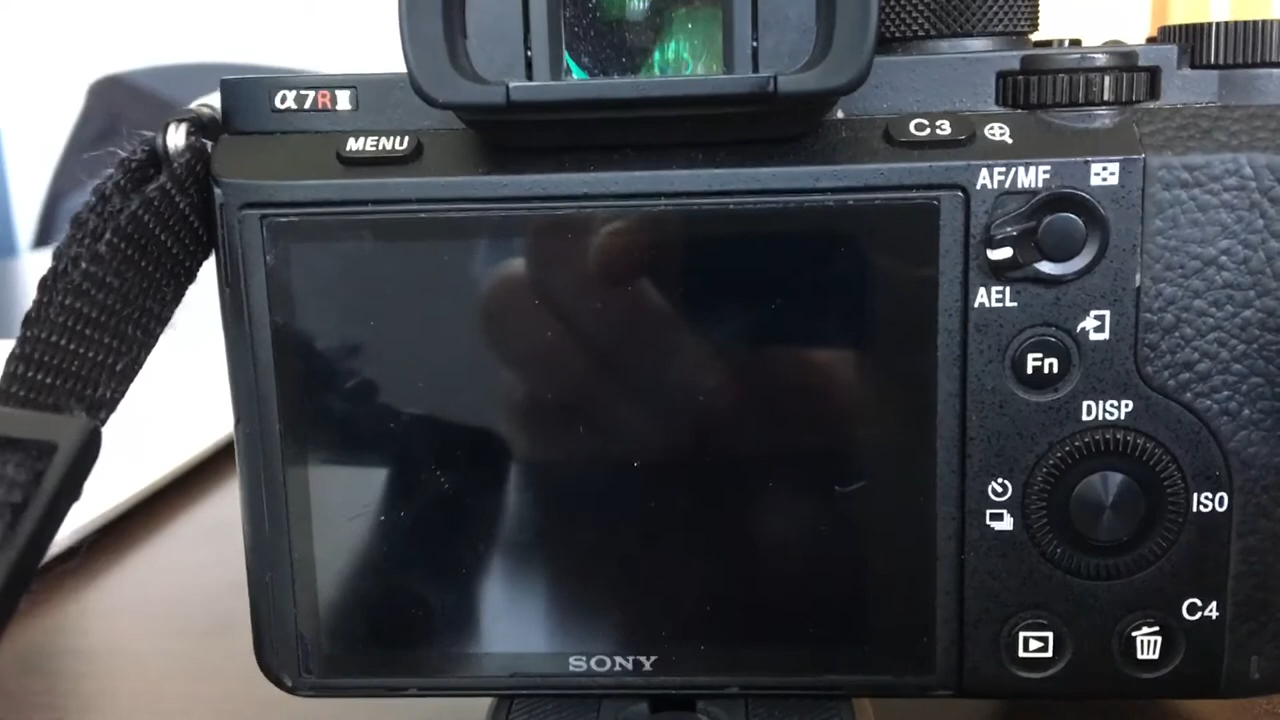 α7RⅡ
MENU
C3
AF/MF
AEL
Fn
DISP
ISO
C4
SONY